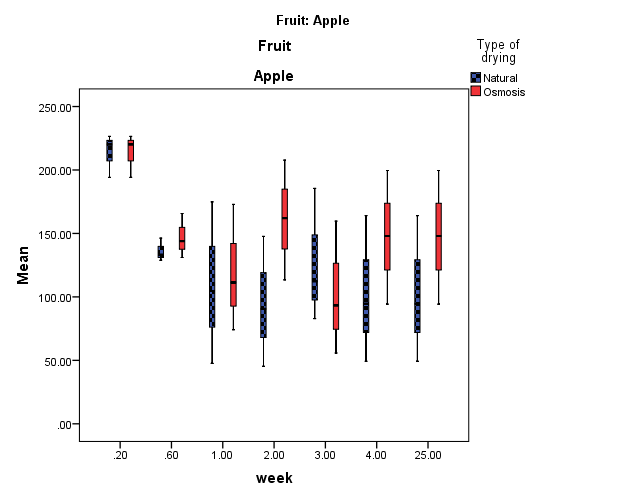 Fruit: Apple
Fruit
Apple
Type of
drying
Natural
Osmosis
250.00
200.00
150.00
100.00
50.00
.00
Mean
.20 .60 1.00 2.00 3.00 4.00 25.00
week